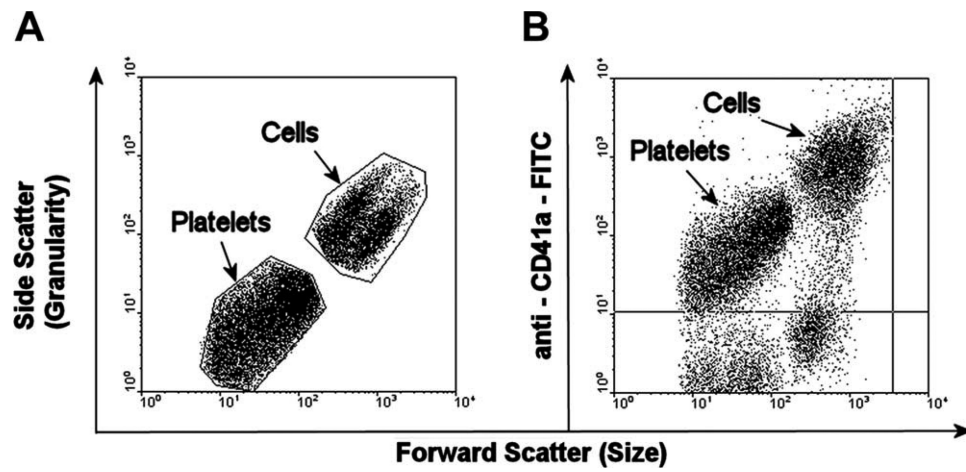 A
B
Side Scatter
(Granularity)
10⁴
10³
10²
10¹
10⁰
Cells
Platelets
10⁰
10¹
10²
10³
10⁴
anti - CD41a - FITC
10⁴
10³
10²
10¹
10⁰
Cells
Platelets
10⁰
10¹
10²
10³
10⁴
Forward Scatter (Size)